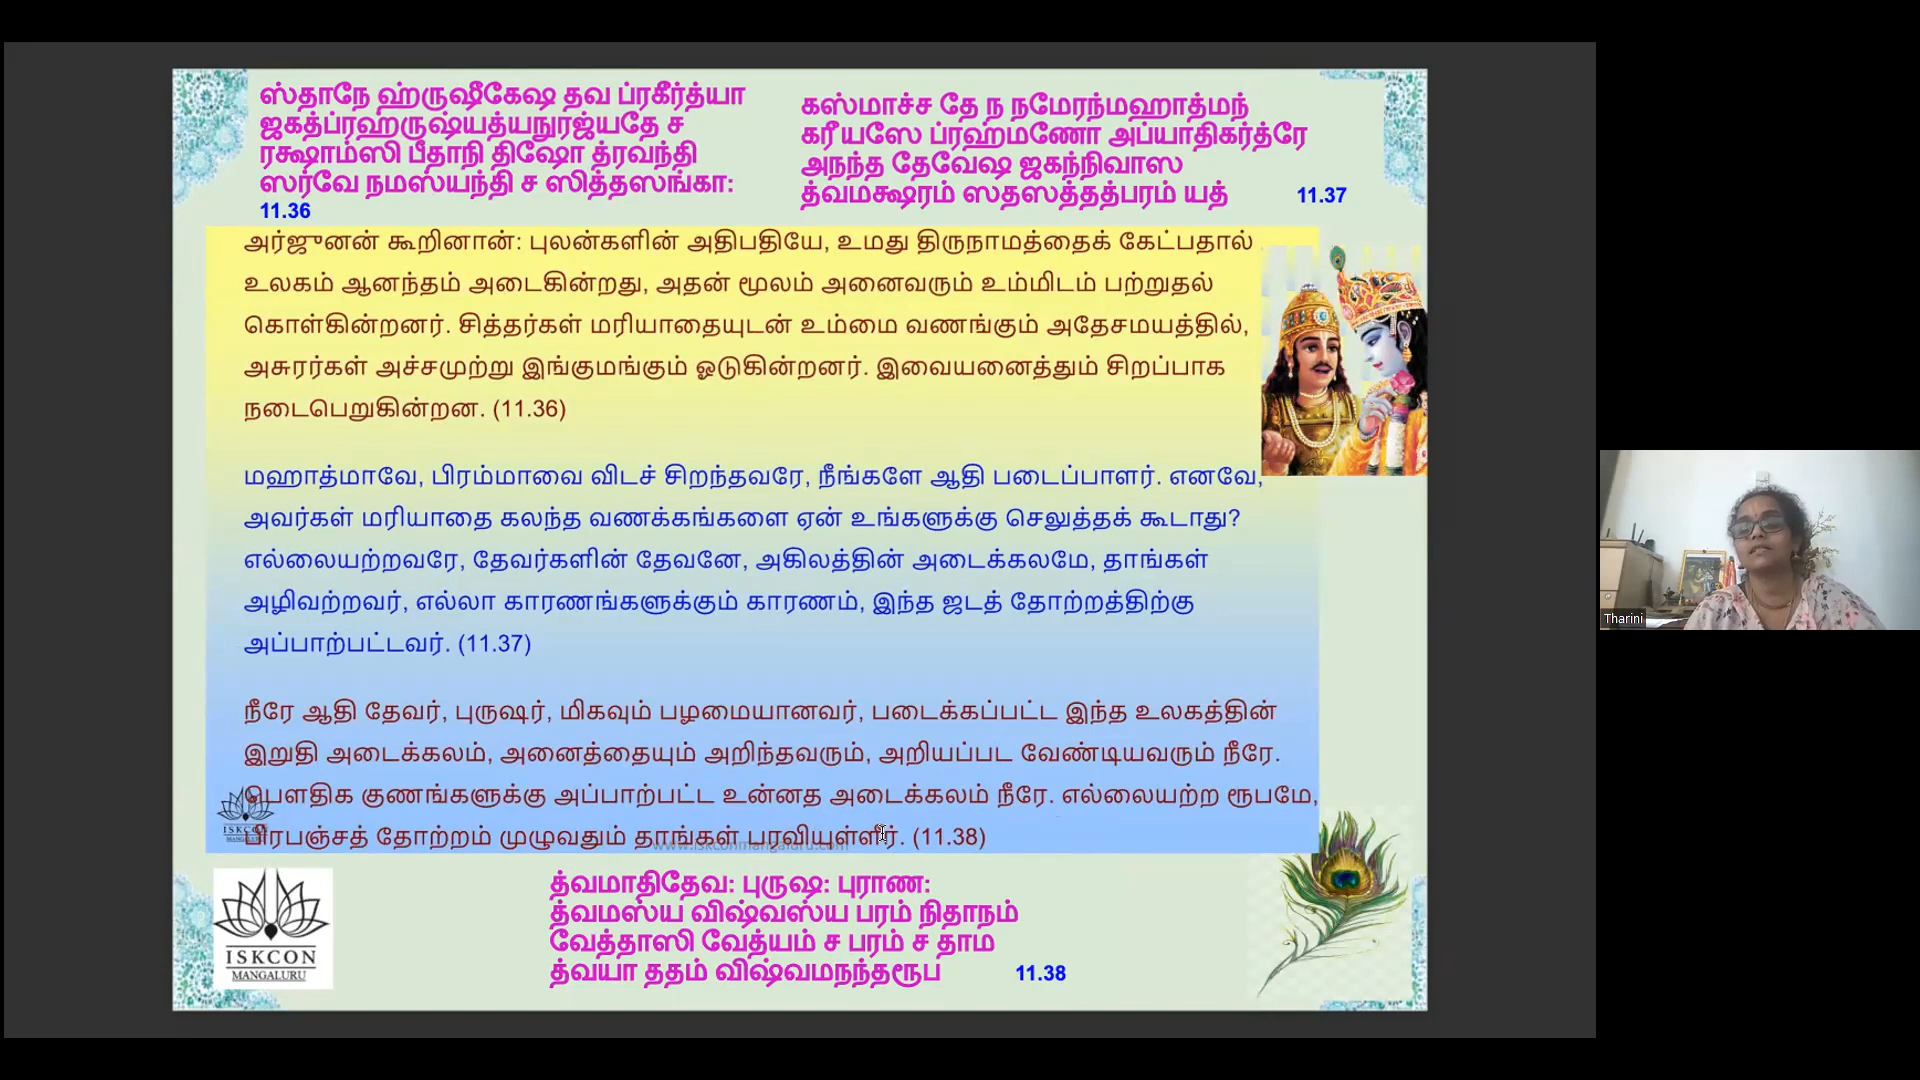 ஸ்தாநே ஹ்ருஷீகேஷ தவ ப்ரகீர்த்யா
ஜகத்ப்ரஹ்ருஷ்யத்யநுரஜ்யதே ச
ரக்ஷாம்ஸி பீதாநி திஷோ த்ரவந்தி
ஸர்வே நமஸ்யந்தி ச ஸித்தஸங்கா:
11.36
கஸ்மாச்ச தே ந நமேரந்மஹாத்மந்
கரீயஸே ப்ரஹ்மணோ அப்யாதிகர்த்ரே
அநந்த தேவேஷ ஜகந்நிவாஸ
த்வமக்ஷரம் ஸதஸத்தத்பரம் யத் 11.37
அர்ஜுனன் கூறினான்: புலன்களின் அதிபதியே, உமது திருநாமத்தைக் கேட்பதால்
உலகம் ஆனந்தம் அடைகின்றது, அதன் மூலம் அனைவரும் உம்மிடம் பற்றுதல்
கொள்கின்றனர். சித்தர்கள் மரியாதையுடன் உம்மை வணங்கும் அதேசமயத்தில்,
அசுரர்கள் அச்சமுற்று இங்குமங்கும் ஓடுகின்றனர். இவையனைத்தும் சிறப்பாக
நடைபெறுகின்றன. (11.36)
மஹாத்மாவே, பிரம்மாவை விடச் சிறந்தவரே, நீங்களே ஆதி படைப்பாளர். எனவே,
அவர்கள் மரியாதை கலந்த வணக்கங்களை ஏன் உங்களுக்கு செலுத்தக் கூடாது?
எல்லையற்றவரே, தேவர்களின் தேவனே, அகிலத்தின் அடைக்கலமே, தாங்கள்
அழிவற்றவர், எல்லா காரணங்களுக்கும் காரணம், இந்த ஜடத் தோற்றத்திற்கு
அப்பாற்பட்டவர். (11.37)
நீரே ஆதி தேவர், புருஷர், மிகவும் பழமையானவர், படைக்கப்பட்ட இந்த உலகத்தின்
இறுதி அடைக்கலம், அனைத்தையும் அறிந்தவரும், அறியப்பட வேண்டியவரும் நீரே.
பௌதிக குணங்களுக்கு அப்பாற்பட்ட உன்னத அடைக்கலம் நீரே. எல்லையற்ற ரூபமே,
பிரபஞ்சத் தோற்றம் முழுவதும் தாங்கள் பரவியுள்ளீர். (11.38)
ISKCON
www.iskconmangaluru.com
த்வமாதிதேவ: புருஷ: புராண:
த்வமஸ்ய விஷ்வஸ்ய பரம் நிதாநம்
வேத்தாஸி வேத்யம் ச பரம் ச தாம
த்வயா ததம் விஷ்வமநந்தரூப 11.38
ISKCON
MANGALURU
Tharini